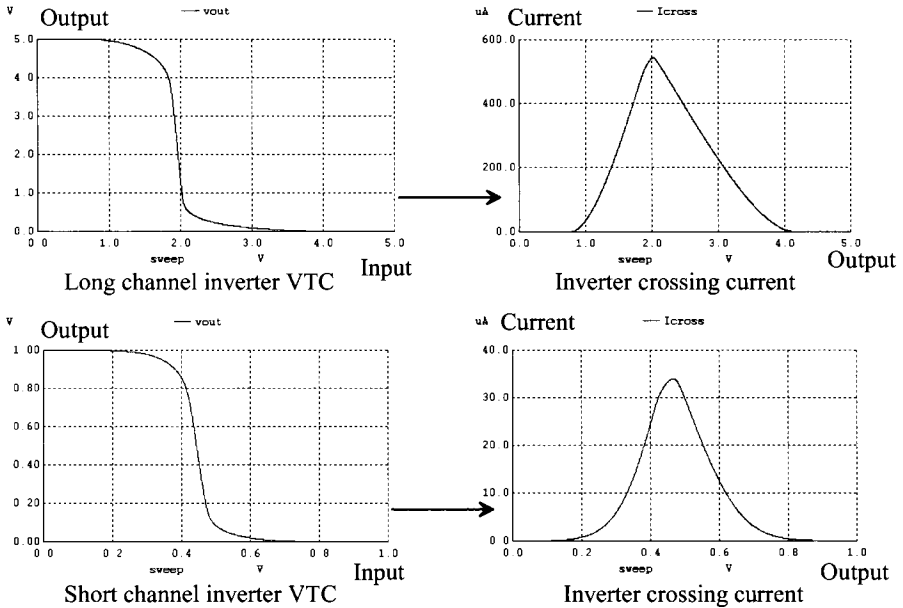 V Output — vout
5.0
4.0
3.0
2.0
1.0
0.0
0.0 1.0 2.0 3.0 4.0 5.0
sweep V Input
Long channel inverter VTC
uA Current — Icross
600.0
400.0
200.0
0.0
0.0 1.0 2.0 3.0 4.0 5.0
sweep V Output
Inverter crossing current
V Output — vout
1 00
0.80
0 60
0 40
0 20
0.00
0 0 0 2 0.4 0 6 0 8 1.0
sweep V Input
Short channel inverter VTC
uA Current — Icross
40.0
30.0
20.0
10.0
0.0
0.0 0.2 0.4 0.6 0.8 1.0
sweep V Output
Inverter crossing current